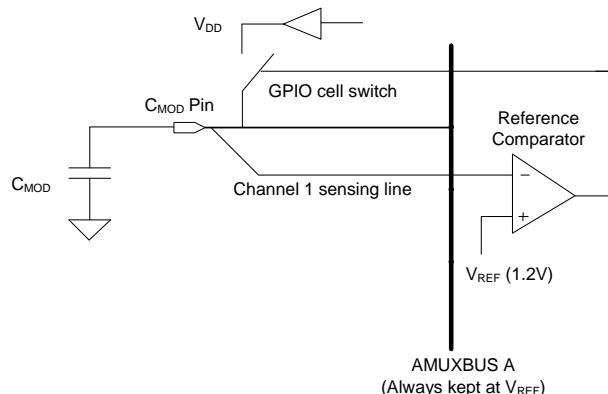 VDD
GPIO cell switch
CMOD Pin
Reference
Comparator
CMOD
Channel 1 sensing line
−
+
VREF (1.2V)
AMUXBUS A
(Always kept at VREF)